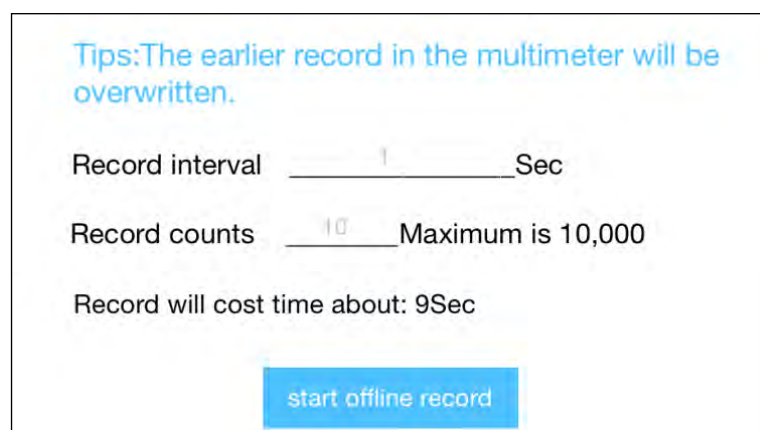 Tips:The earlier record in the multimeter will be
overwritten.
Record interval 1 Sec
Record counts 10 Maximum is 10,000
Record will cost time about: 9Sec
start offline record